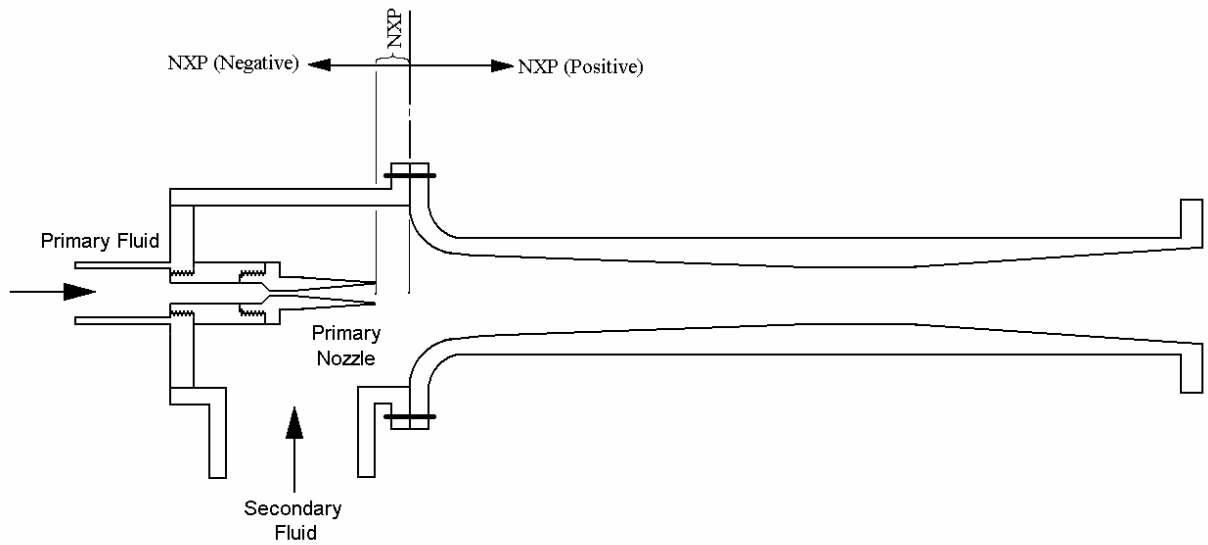 NXP
NXP (Negative)
NXP (Positive)
Primary Fluid
Primary
Nozzle
Secondary
Fluid